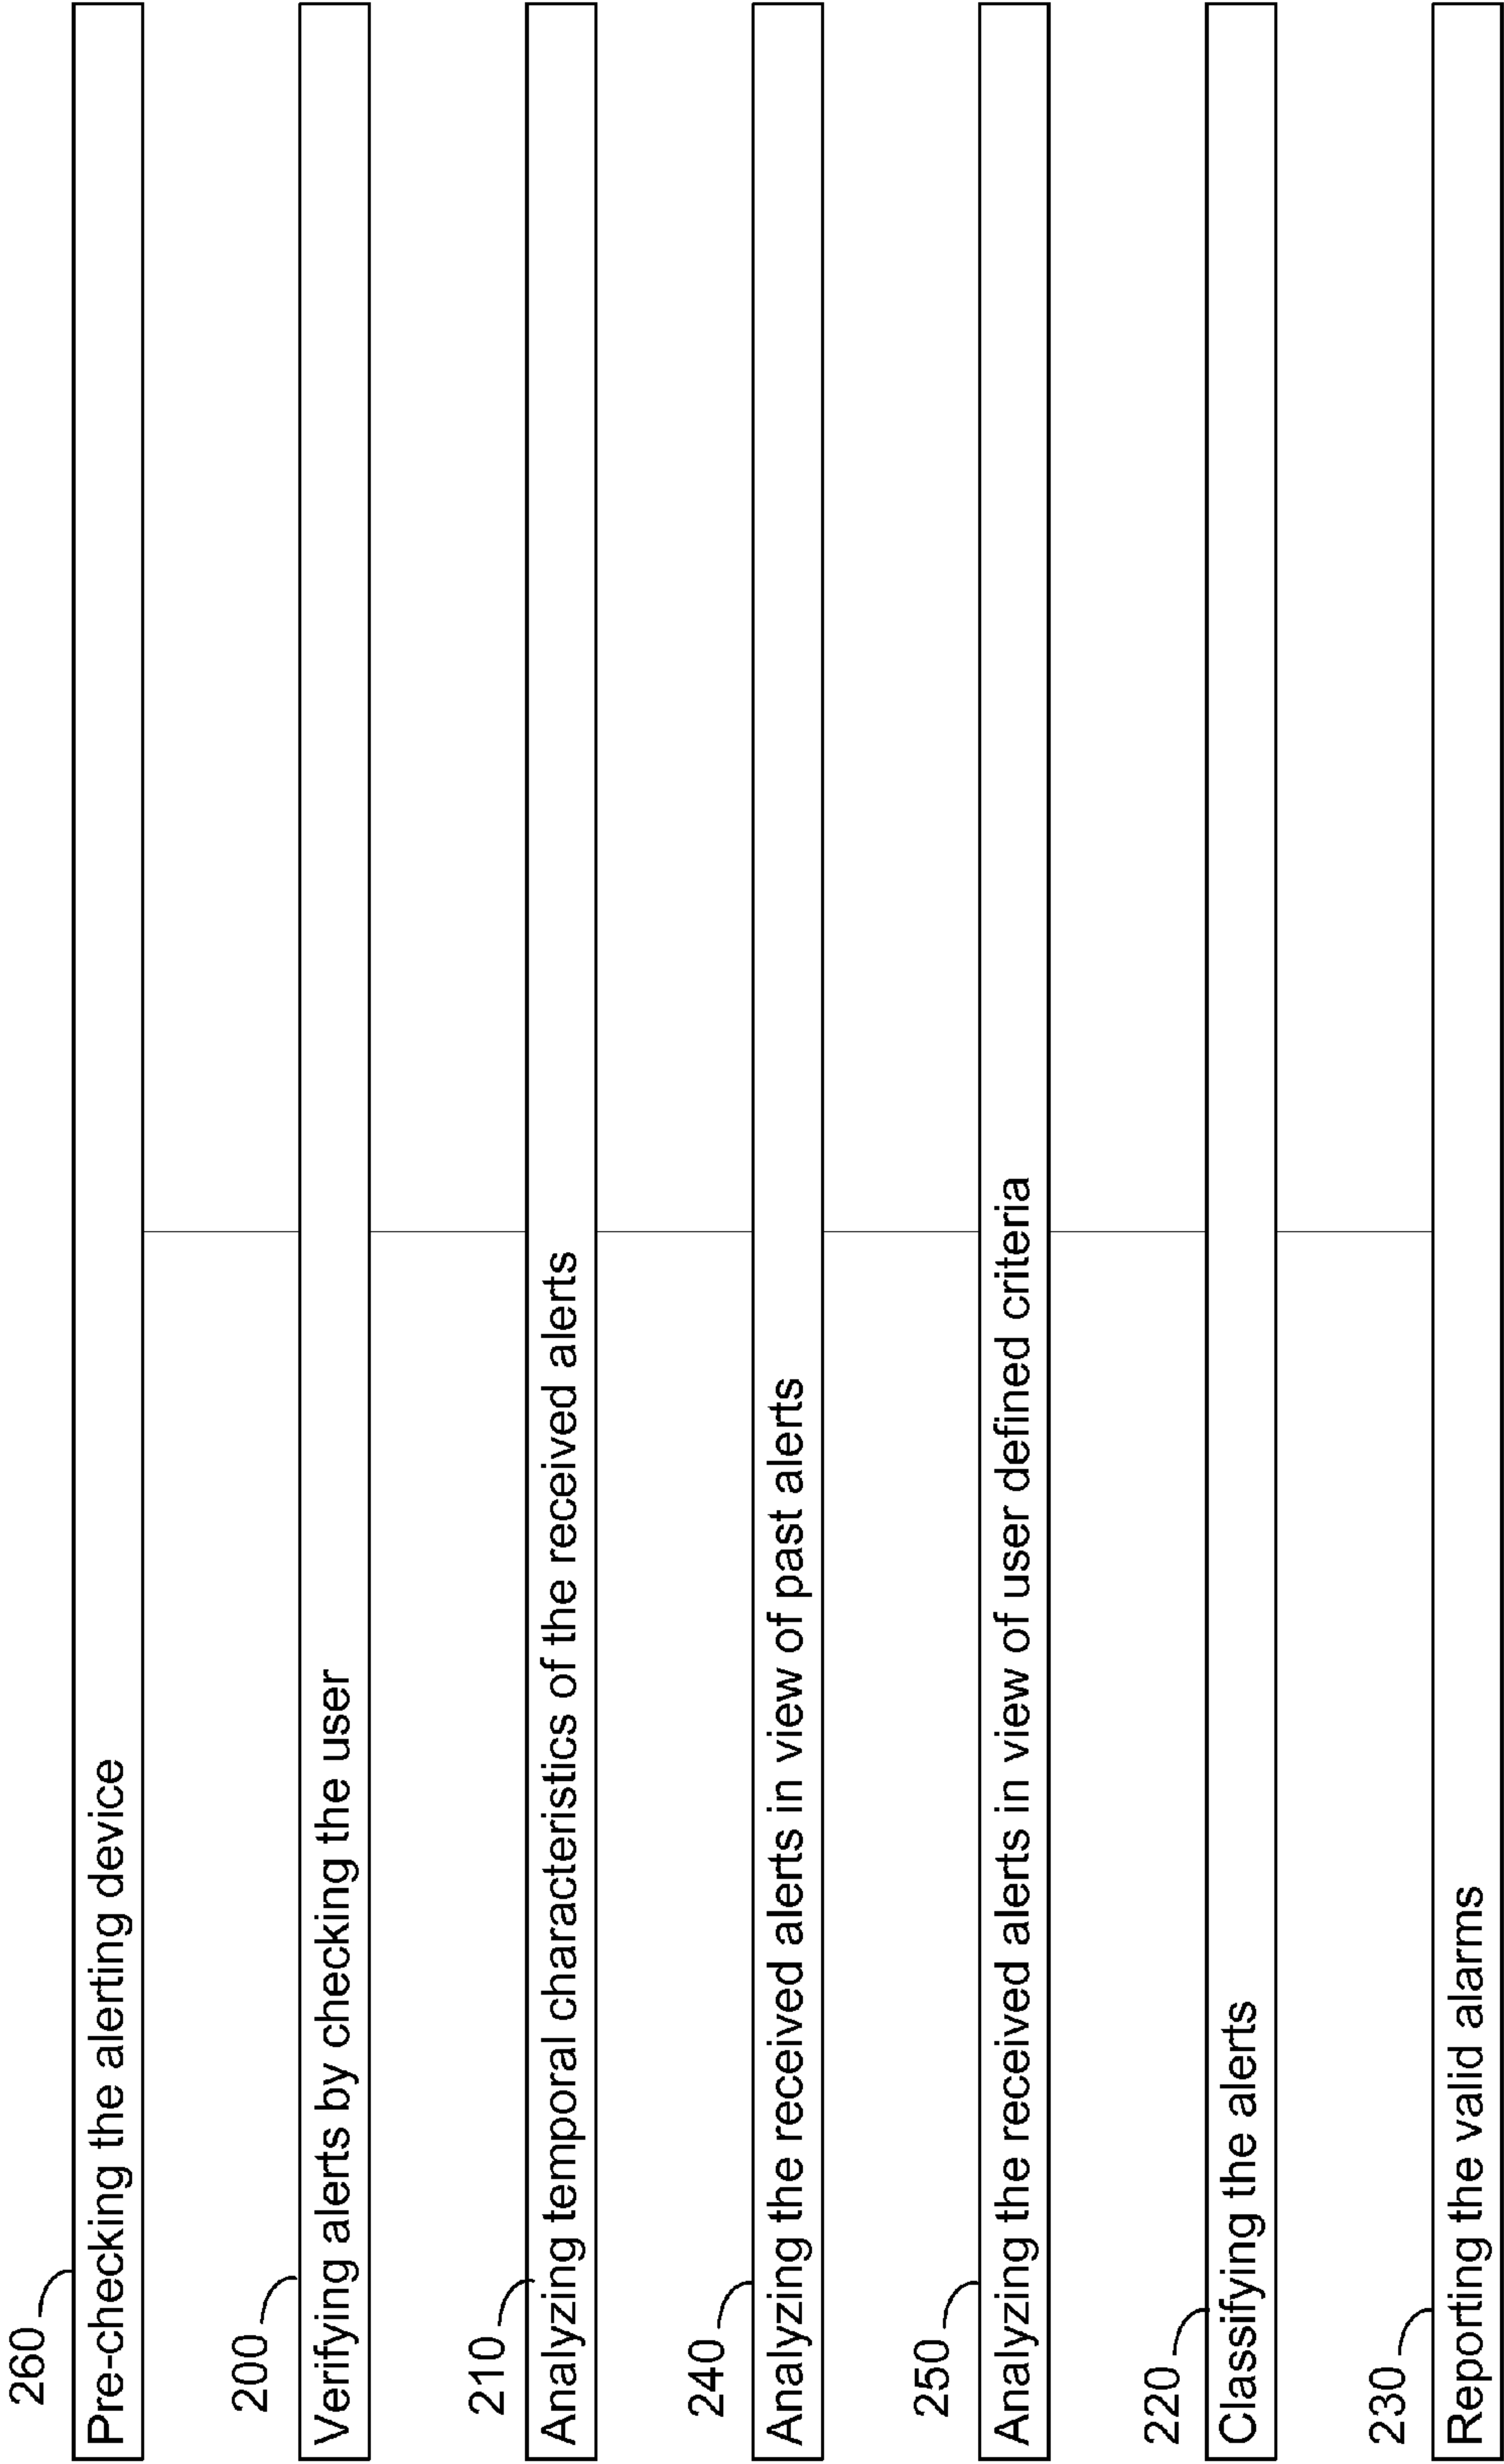 260
Pre-checking the alerting device
200
Verifying alerts by checking the user
210
Analyzing temporal characteristics of the received alerts
240
Analyzing the received alerts in view of past alerts
250
Analyzing the received alerts in view of user defined criteria
220
Classifying the alerts
230
Reporting the valid alarms